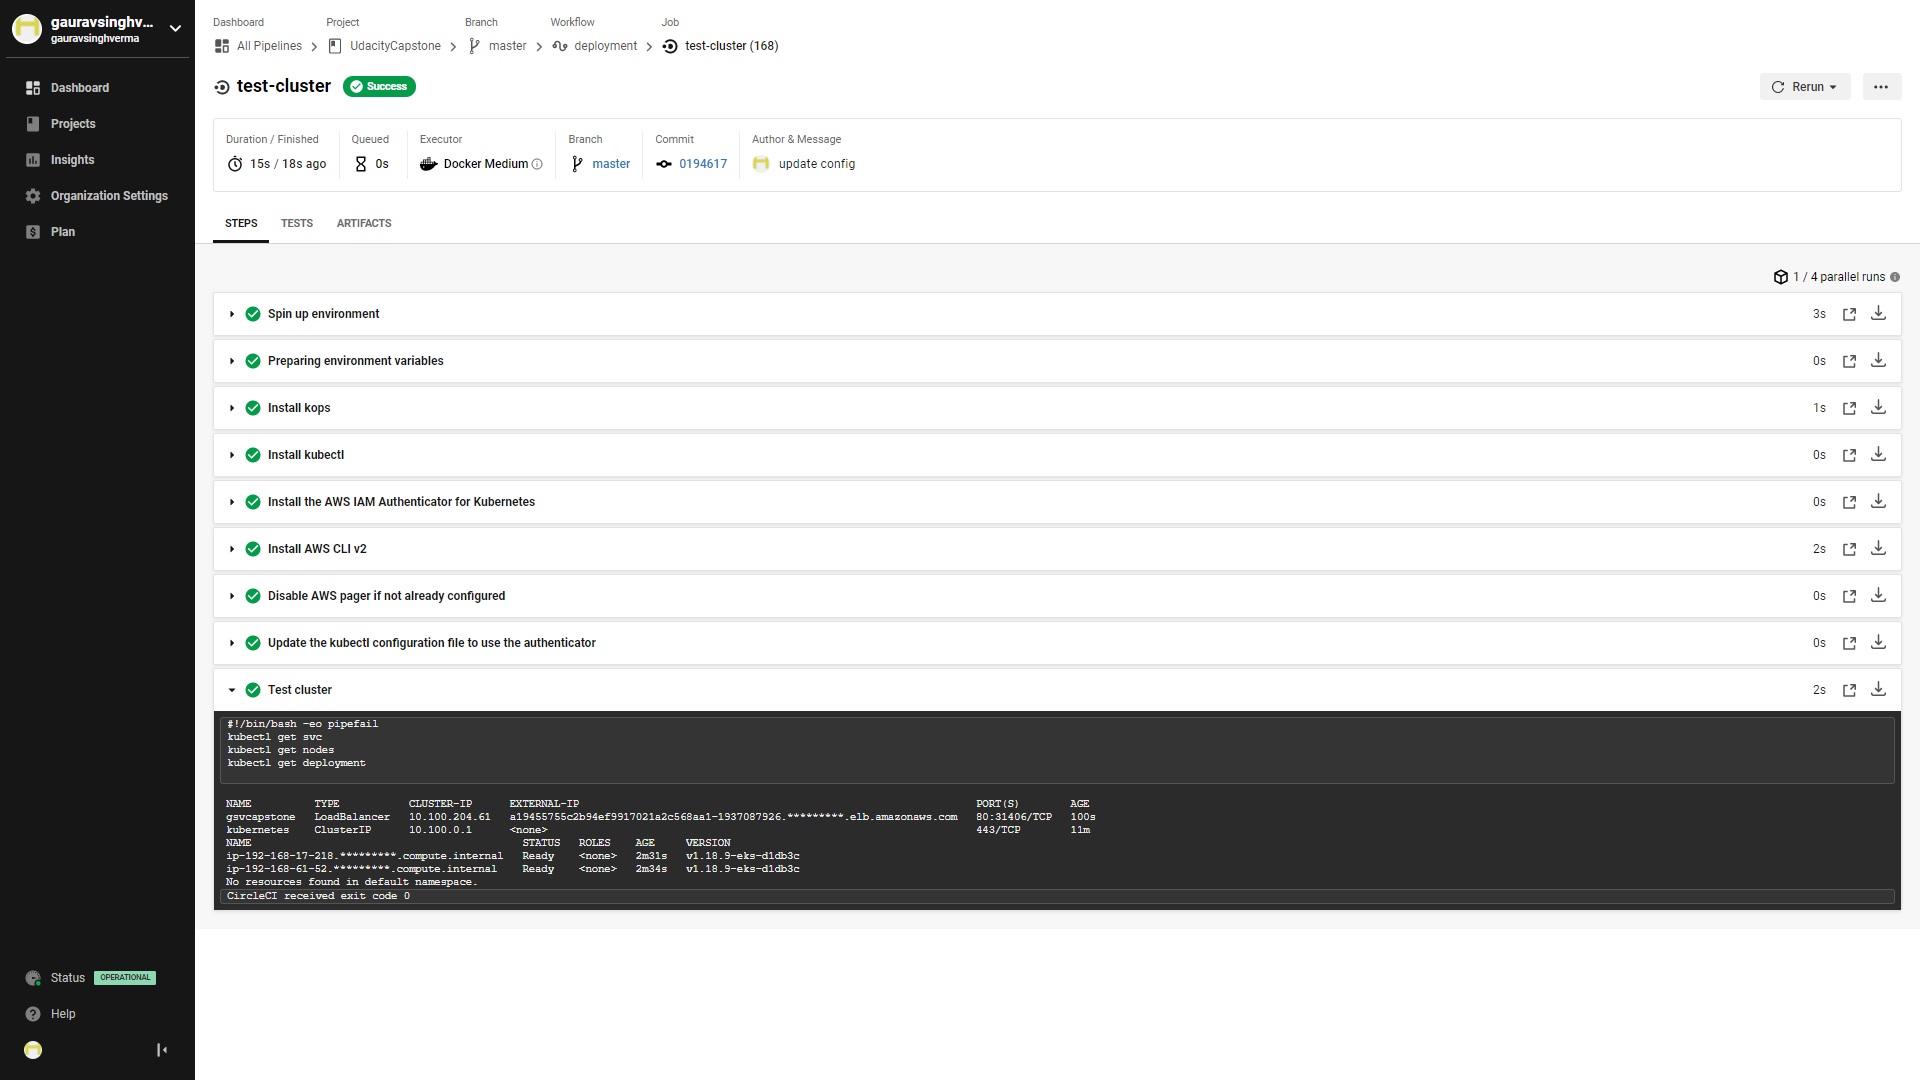 gauravsinghv...
gauravsinghverma
Dashboard
Projects
Insights
Organization Settings
Plan
Status OPERATIONAL
Help
Dashboard Project Branch Workflow Job
All Pipelines UdacityCapstone master deployment test-cluster (168)
test-cluster Success
Rerun
Duration / Finished Queued Executor Branch Commit Author & Message
15s / 18s ago 0s Docker Medium master 0194617 update config
STEPS TESTS ARTIFACTS
1 / 4 parallel runs
Spin up environment 3s
Preparing environment variables 0s
Install kops 1s
Install kubectl 0s
Install the AWS IAM Authenticator for Kubernetes 0s
Install AWS CLI v2 2s
Disable AWS pager if not already configured 0s
Update the kubectl configuration file to use the authenticator 0s
Test cluster 2s
#!/bin/bash -eo pipefail
kubectl get svc
kubectl get nodes
kubectl get deployment
NAME TYPE CLUSTER-IP EXTERNAL-IP PORT(S) AGE
gsvcapstone LoadBalancer 10.100.204.61 a19455755c2b94ef9917021a2c568aa1-1937087926.*********.elb.amazonaws.com 80:31406/TCP 100s
kubernetes ClusterIP 10.100.0.1 <none> 443/TCP 11m
NAME STATUS ROLES AGE VERSION
ip-192-168-17-218.*********.compute.internal Ready <none> 2m31s v1.18.9-eks-d1db3c
ip-192-168-61-52.*********.compute.internal Ready <none> 2m34s v1.18.9-eks-d1db3c
No resources found in default namespace.
CircleCI received exit code 0